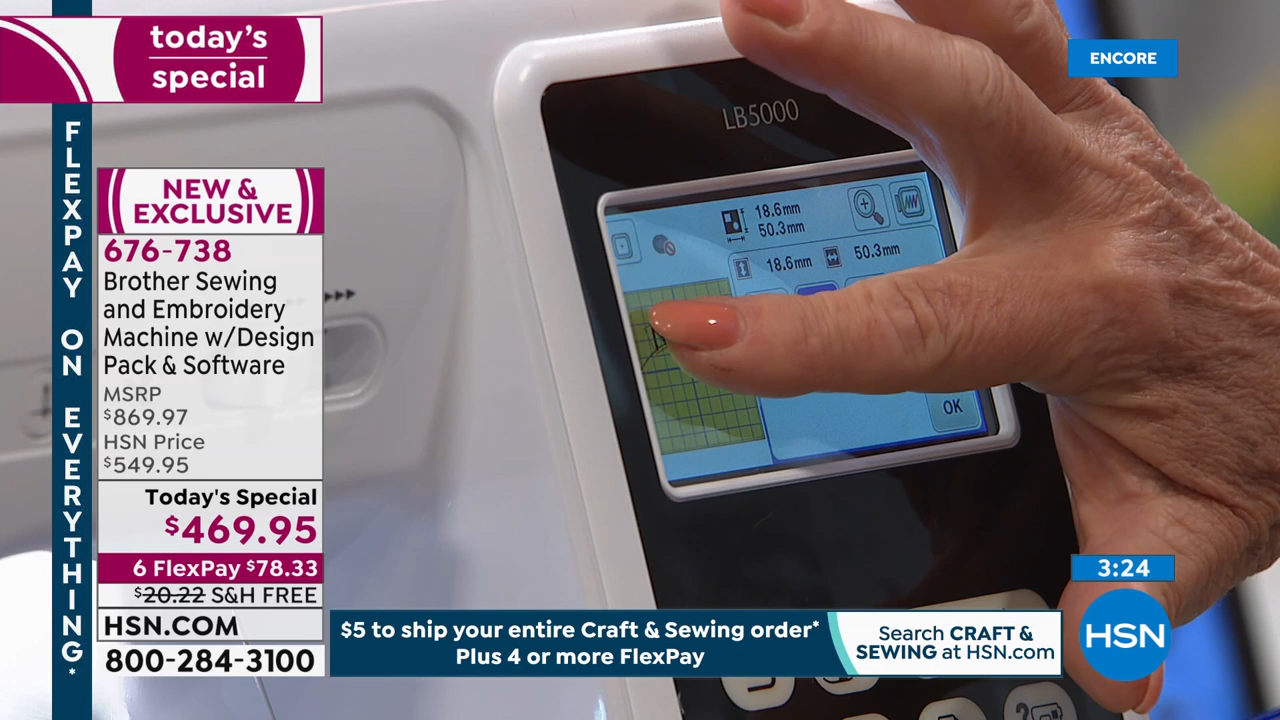 today's
special
ENCORE
FLEXPAY ON EVERYTHING*
NEW &
EXCLUSIVE
676-738
Brother Sewing
and Embroidery
Machine w/Design
Pack & Software
MSRP
$869.97
HSN Price
$549.95
Today's Special
$469.95
6 FlexPay $78.33
$20.22 S&H FREE
HSN.COM
800-284-3100
LB5000
18.6mm
50.3mm
18.6mm
50.3mm
OK
3:24
$5 to ship your entire Craft & Sewing order*
Plus 4 or more FlexPay
Search CRAFT &
SEWING at HSN.com
HSN